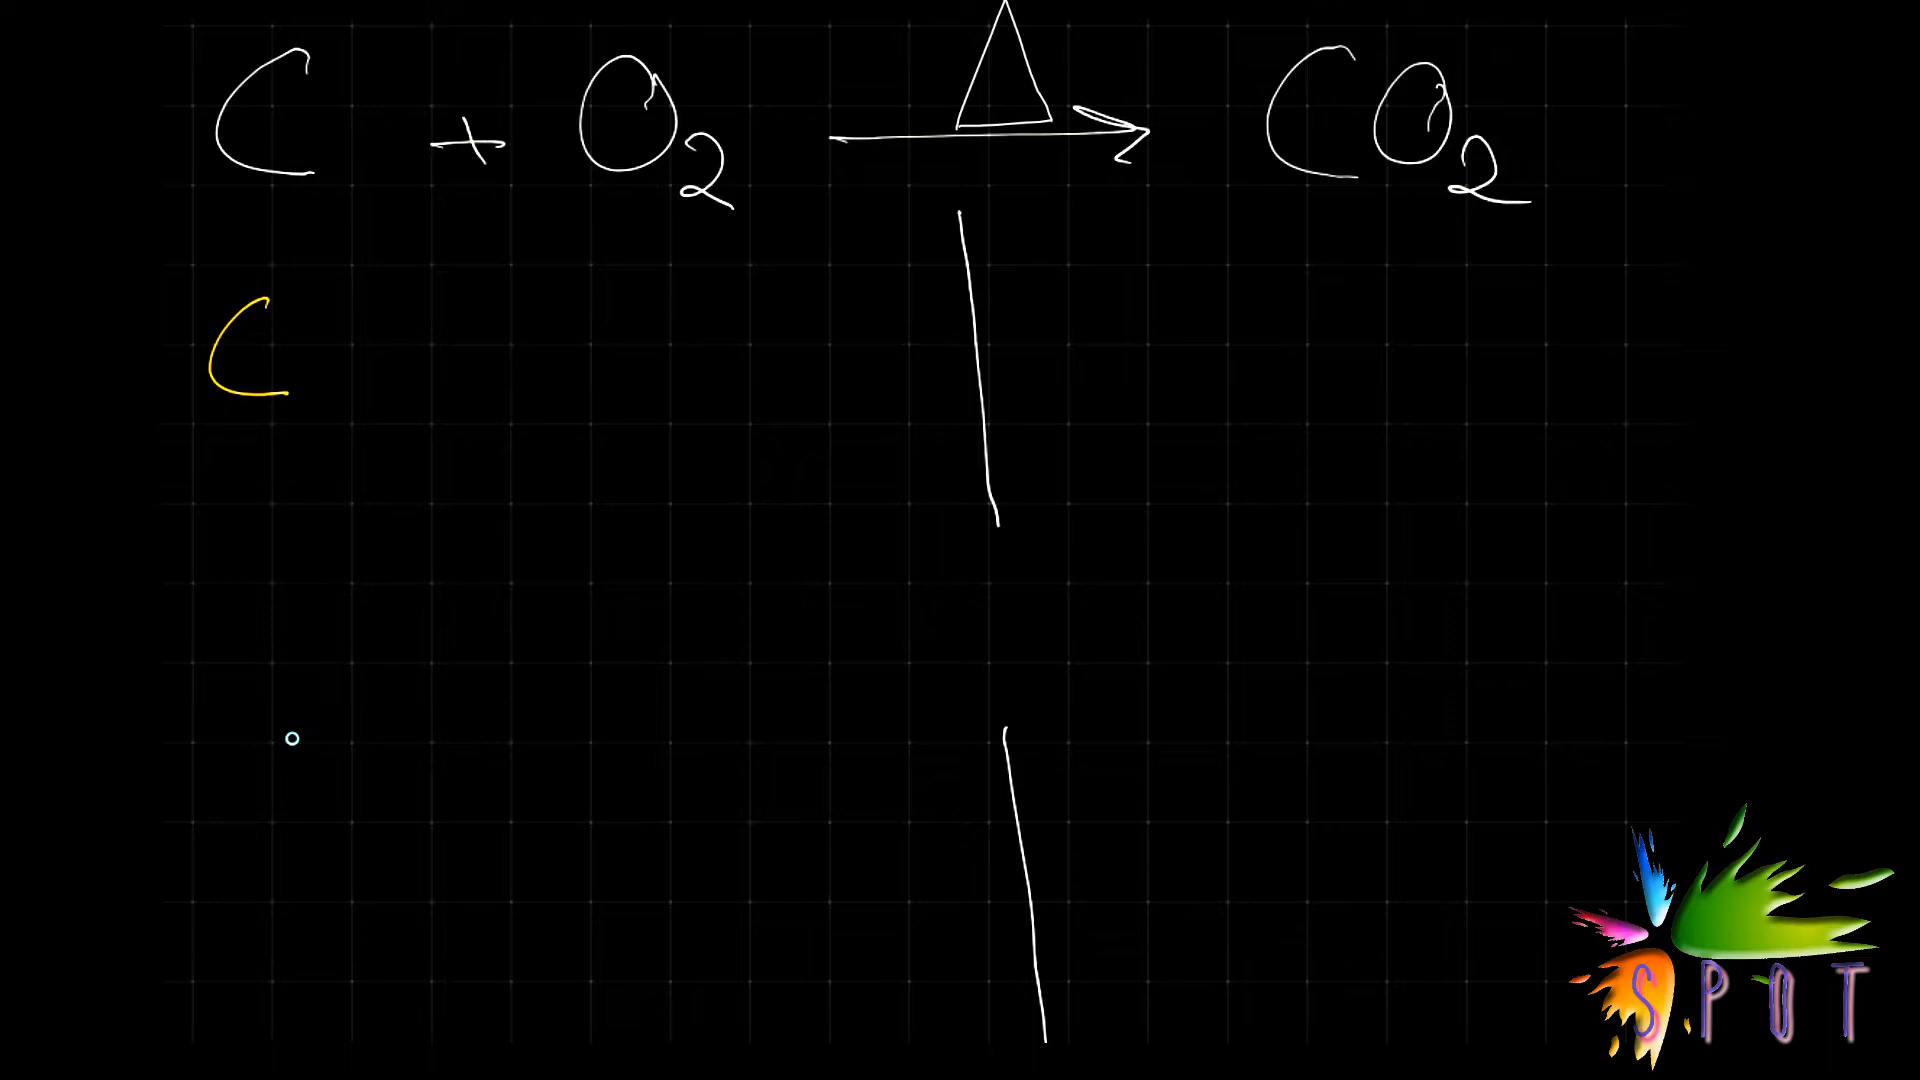 C + O₂ —Δ→ CO₂
C
SPOT